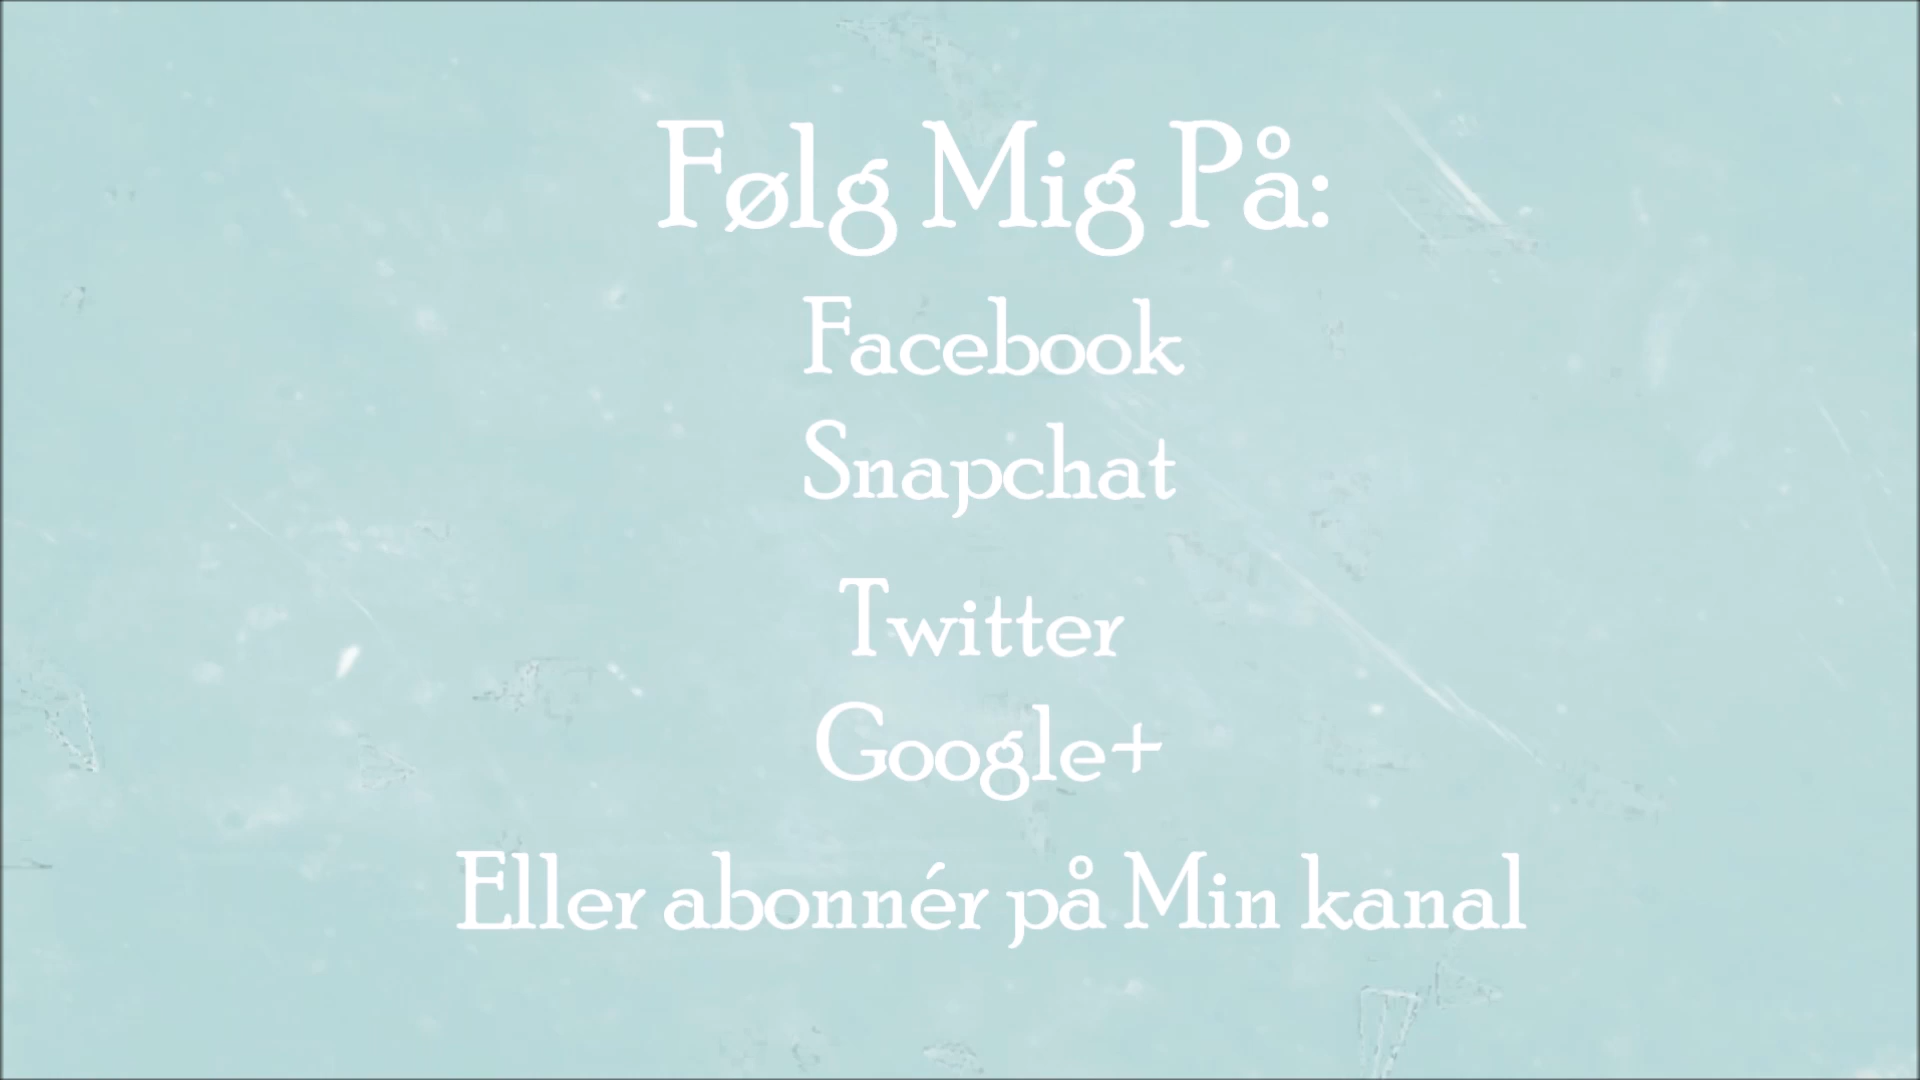 Følg Mig På:
Facebook
Snapchat
Twitter
Google+
Eller abonnér på Min kanal